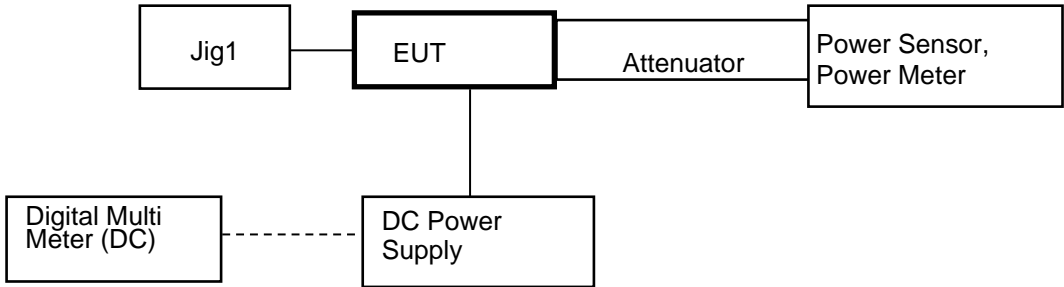 Jig1
EUT
Attenuator
Power Sensor,
Power Meter
Digital Multi
Meter (DC)
DC Power
Supply